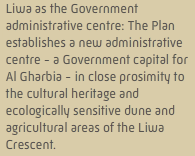 Liwa as the Government
administrative centre: The Plan
establishes a new administrative
centre – a Government capital for
Al Gharbia – in close prosimity to
the cultural heritage and
ecologically sensitive dune and
agricultural areas of the Liwa
Crescent.